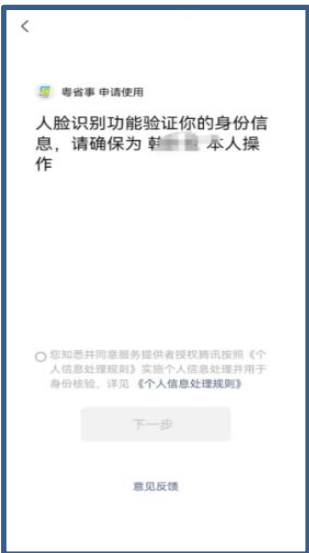 粤省事 申请使用
人脸识别功能验证你的身份信
息，请确保为 韩 本人操
作
您知悉并同意服务提供者授权腾讯按照《个
人信息处理规则》实施个人信息处理并用于
身份核验。详见 《个人信息处理规则》
下一步
意见反馈